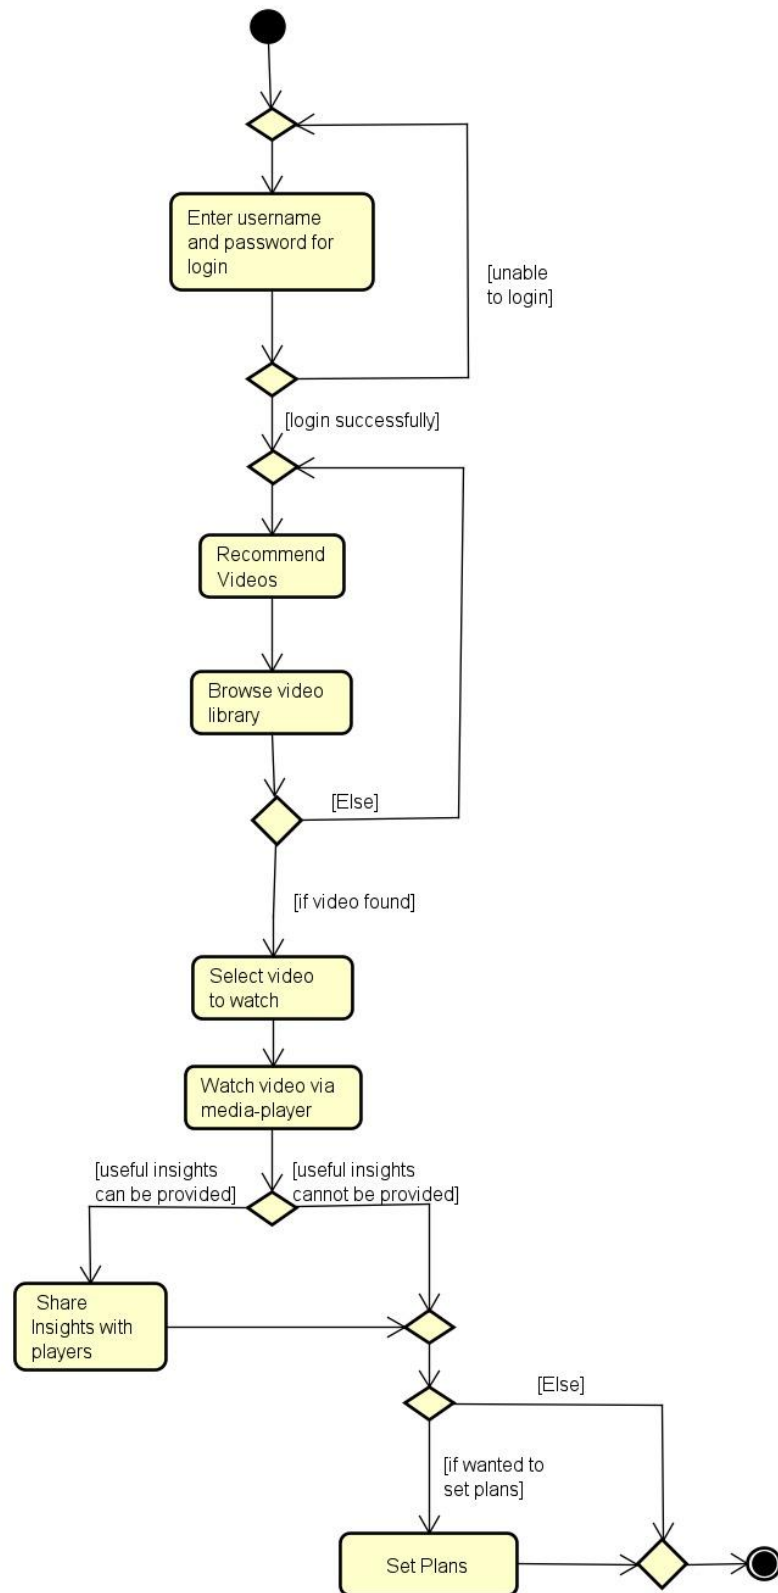 Enter username
and password for
login
[unable
to login]
[login successfully]
Recommend
Videos
Browse video
library
[Else]
[if video found]
Select video
to watch
Watch video via
media-player
[useful insights
can be provided]
[useful insights
cannot be provided]
Share
Insights with
players
[Else]
[if wanted to
set plans]
Set Plans